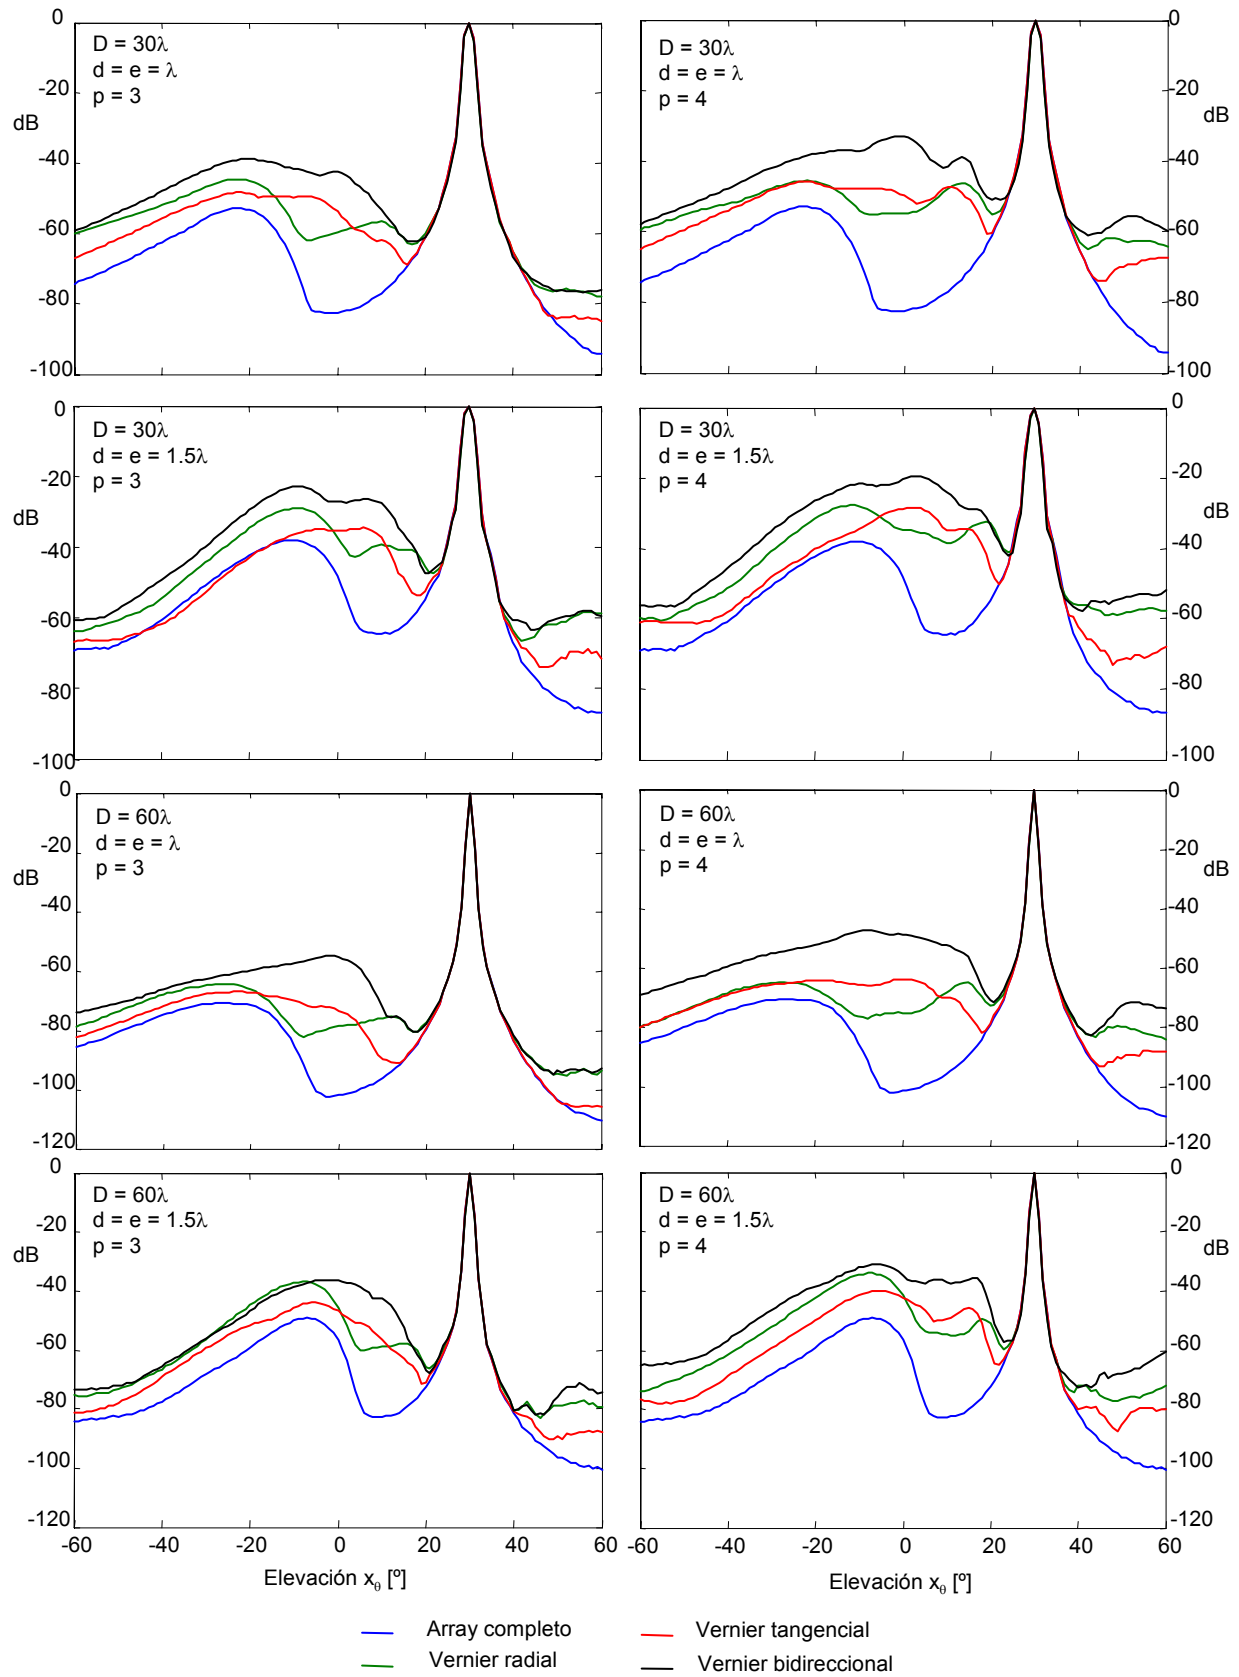 0
-20
dB
-40
-60
-80
-100
D = 30λ
d = e = λ
p = 3
D = 30λ
d = e = λ
p = 4
0
-20
dB
-40
-60
-80
-100
0
-20
dB
-40
-60
-80
-100
D = 30λ
d = e = 1.5λ
p = 3
D = 30λ
d = e = 1.5λ
p = 4
0
-20
dB
-40
-60
-80
-100
0
-20
dB
-40
-60
-80
-100
-120
D = 60λ
d = e = λ
p = 3
D = 60λ
d = e = λ
p = 4
0
-20
dB
-40
-60
-80
-100
-120
0
-20
dB
-40
-60
-80
-100
-120
D = 60λ
d = e = 1.5λ
p = 3
D = 60λ
d = e = 1.5λ
p = 4
0
-20
dB
-40
-60
-80
-100
-120
-60 -40 -20 0 20 40 60
-60 -40 -20 0 20 40 60
Elevación xθ [º]
Elevación xθ [º]
Array completo
Vernier tangencial
Vernier radial
Vernier bidireccional